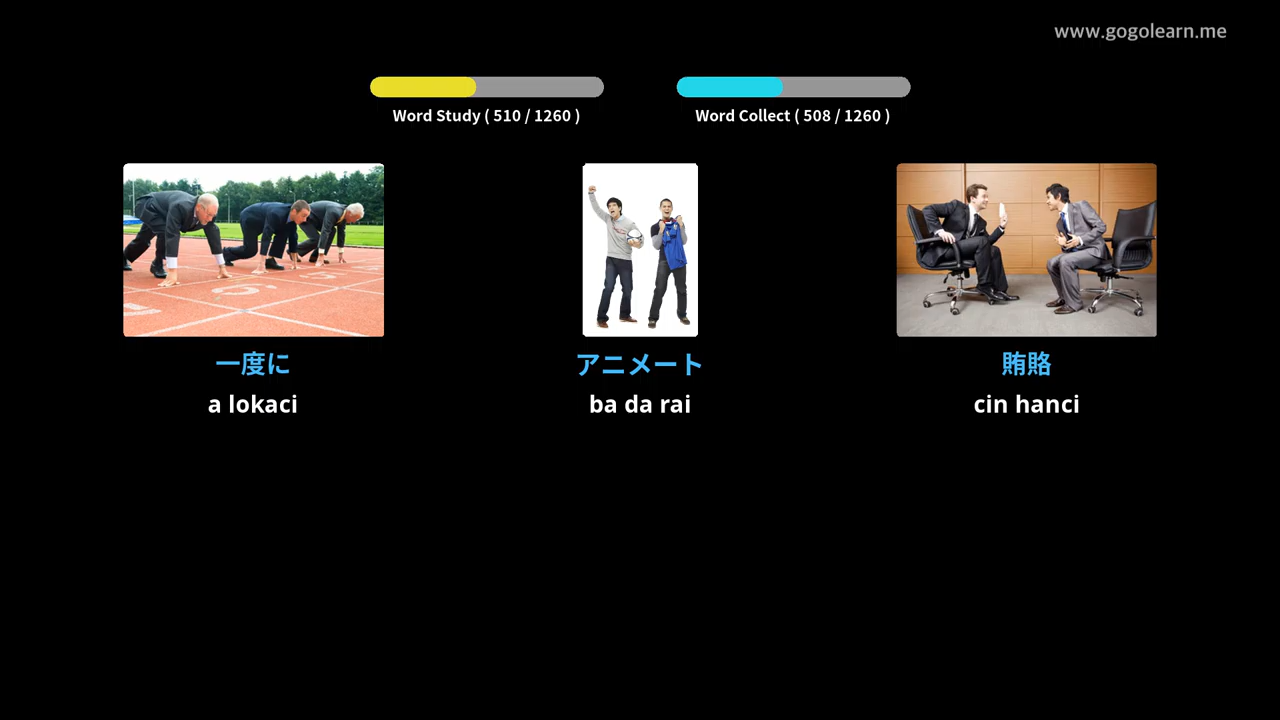 www.gogolearn.me
Word Study ( 510 / 1260 )
Word Collect ( 508 / 1260 )
一度に
アニメート
賄賂
a lokaci
ba da rai
cin hanci